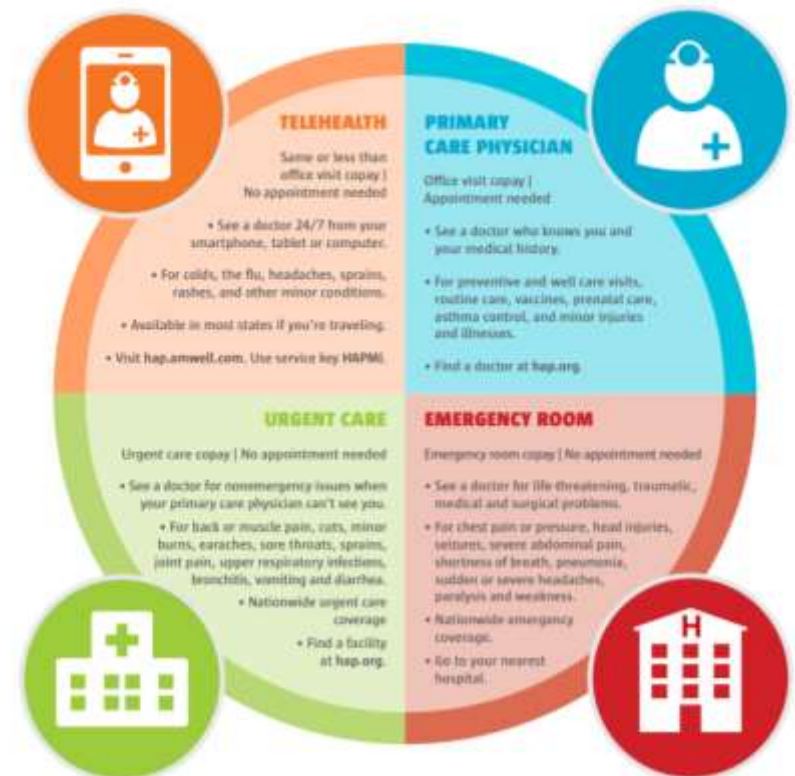 TELEHEALTH
Same or less than
office visit copay |
No appointment needed
• See a doctor 24/7 from your
smartphone, tablet or computer.
• For colds, the flu, headaches, sprains,
rashes, and other minor conditions.
• Available in most states if you're traveling.
• Visit hap.amwell.com. Use service key HAPMI.
PRIMARY
CARE PHYSICIAN
Office visit copay |
Appointment needed
• See a doctor who knows you and
your medical history.
• For preventive and well care visits,
routine care, vaccines, prenatal care,
asthma control, and minor injuries
and illnesses.
• Find a doctor at hap.org.
URGENT CARE
Urgent care copay | No appointment needed
• See a doctor for nonemergency issues when
your primary care physician can't see you.
• For back or muscle pain, cuts, minor
burns, earaches, sore throats, sprains,
joint pain, upper respiratory infections,
bronchitis, vomiting and diarrhea.
• Nationwide urgent care
coverage
• Find a facility
at hap.org.
EMERGENCY ROOM
Emergency room copay | No appointment needed
• See a doctor for life-threatening, traumatic,
medical and surgical problems.
• For chest pain or pressure, head injuries,
seizures, severe abdominal pain,
shortness of breath, pneumonia,
sudden or severe headaches,
paralysis and weakness.
• Nationwide emergency
coverage.
• Go to your nearest
hospital.
H